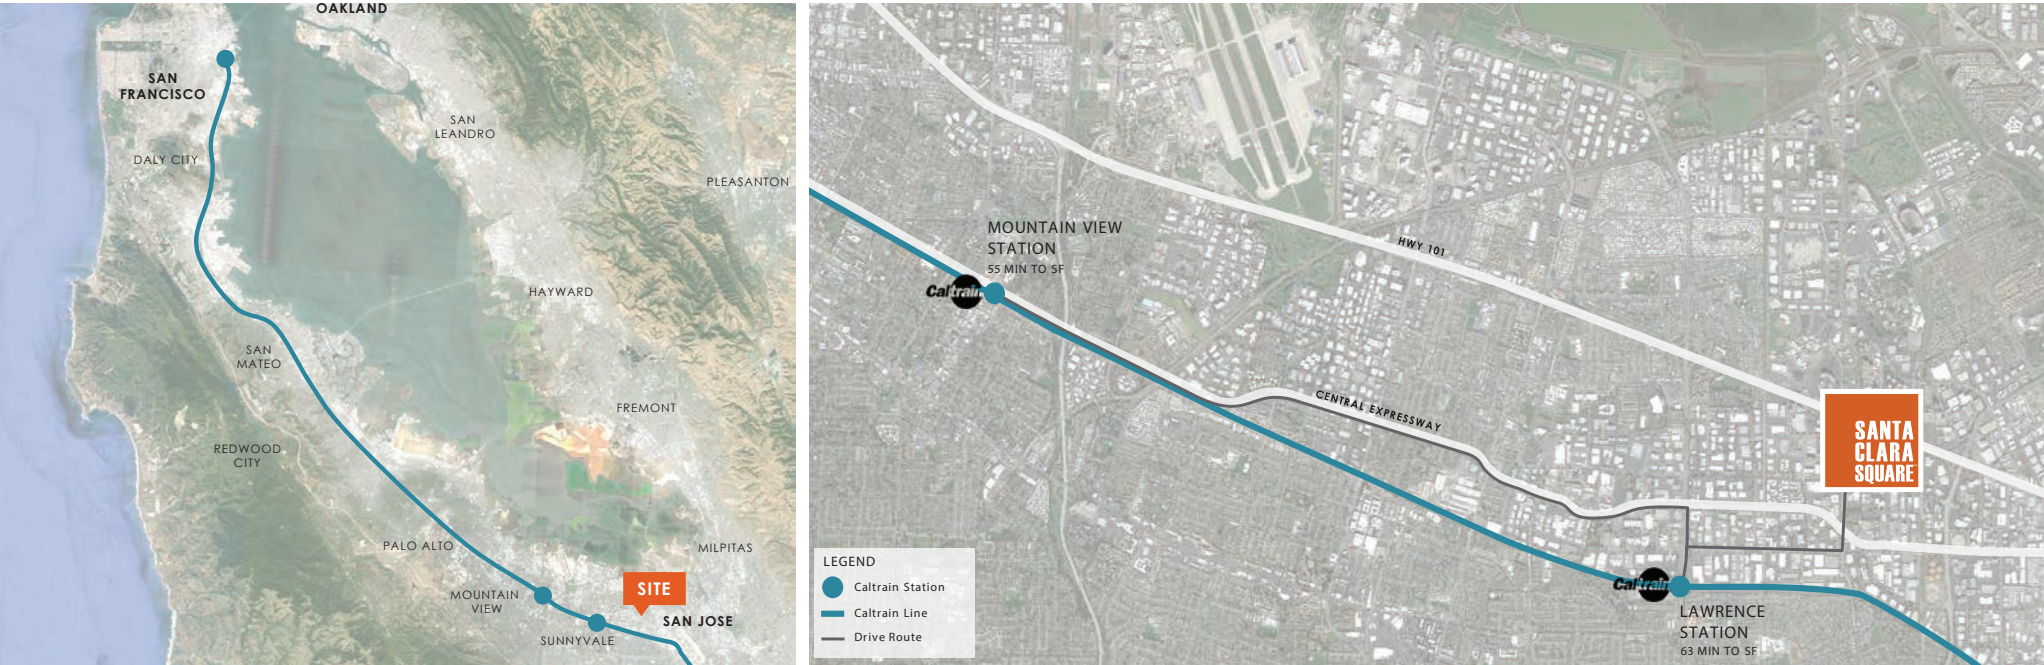 OAKLAND
SAN
FRANCISCO
SAN
LEANDRO
DALY CITY
PLEASANTON
HAYWARD
SAN
MATEO
FREMONT
REDWOOD
CITY
PALO ALTO
MILPITAS
MOUNTAIN
VIEW
SITE
SAN JOSE
SUNNYVALE
MOUNTAIN VIEW
STATION
55 MIN TO SF
Caltrain
HWY 101
CENTRAL EXPRESSWAY
SANTA
CLARA
SQUARE
LEGEND
Caltrain Station
Caltrain Line
Drive Route
Caltrain
LAWRENCE
STATION
63 MIN TO SF